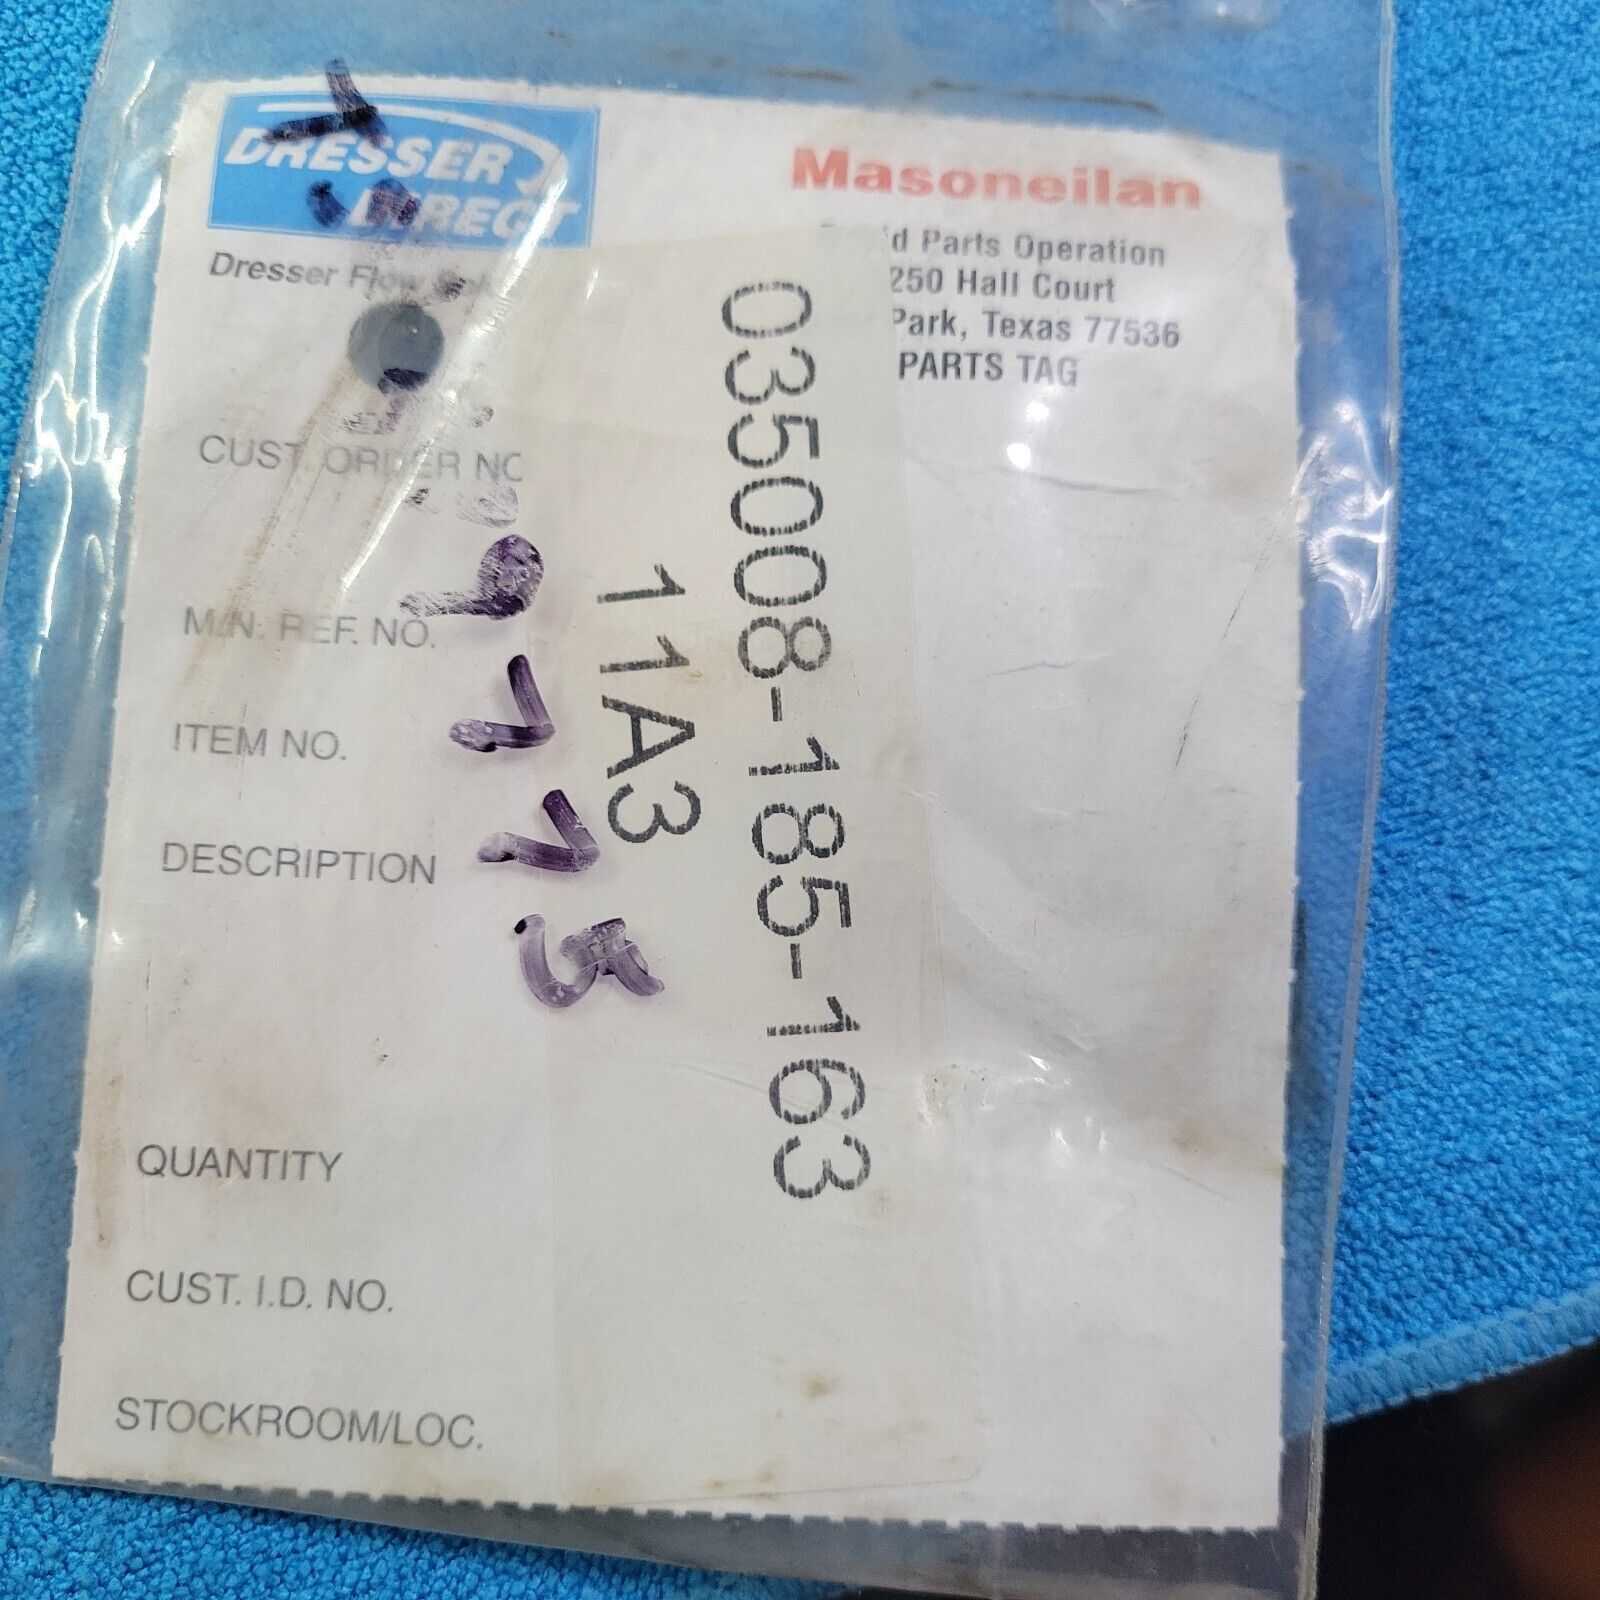 DRESSER
DIRECT
Dresser Flow
Masoneilan
Parts Operation
250 Hall Court
Park, Texas 77536
PARTS TAG
CUST. ORDER NO
M/N. REF. NO.
ITEM NO.
DESCRIPTION
QUANTITY
CUST. I.D. NO.
STOCKROOM/LOC.
035008-185-163
11A3